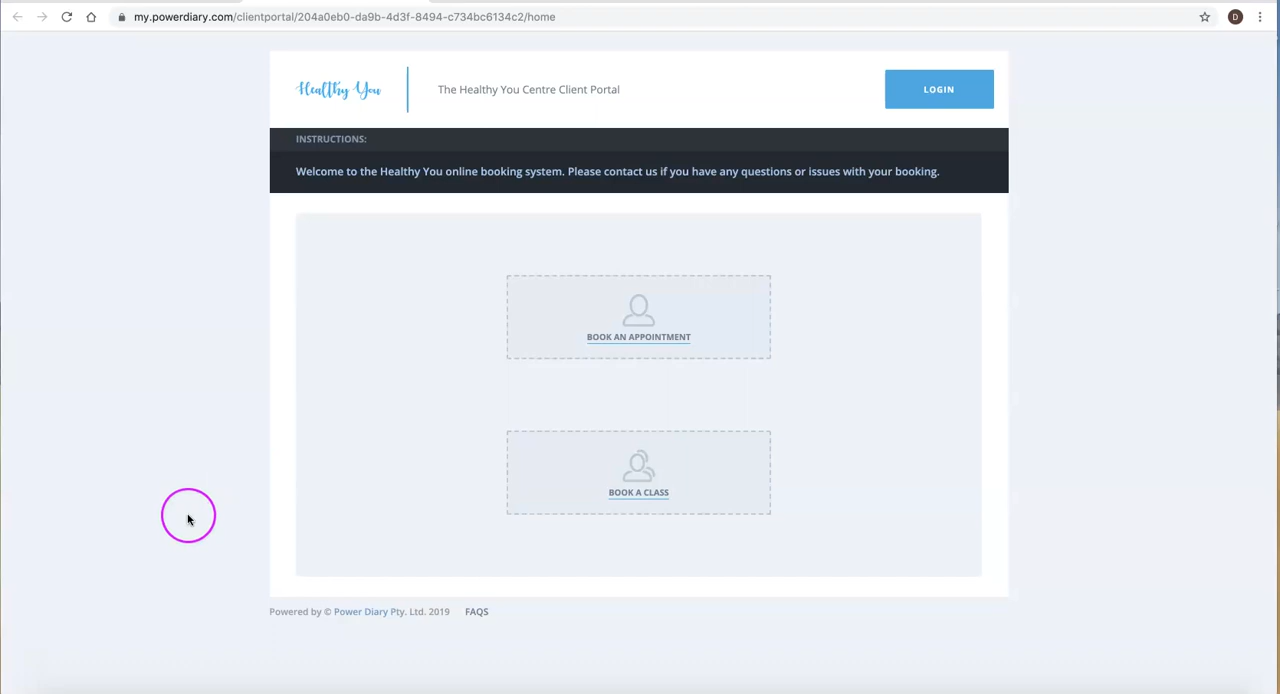 my.powerdiary.com/clientportal/204a0eb0-da9b-4d3f-8494-c734bc6134c2/home
D
Healthy You
The Healthy You Centre Client Portal
LOGIN
INSTRUCTIONS:
Welcome to the Healthy You online booking system. Please contact us if you have any questions or issues with your booking.
BOOK AN APPOINTMENT
BOOK A CLASS
Powered by © Power Diary Pty. Ltd. 2019 FAQS